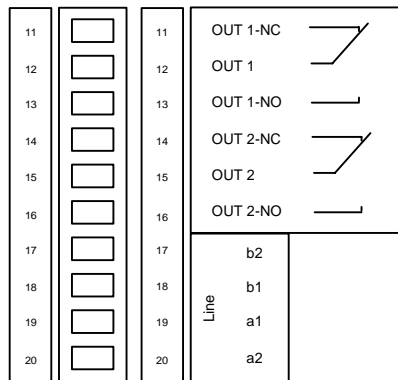 11 11 OUT 1-NC
12 12 OUT 1
13 13 OUT 1-NO
14 14 OUT 2-NC
15 15 OUT 2
16 16 OUT 2-NO
17 17 b2
18 18 b1
Line
19 19 a1
20 20 a2